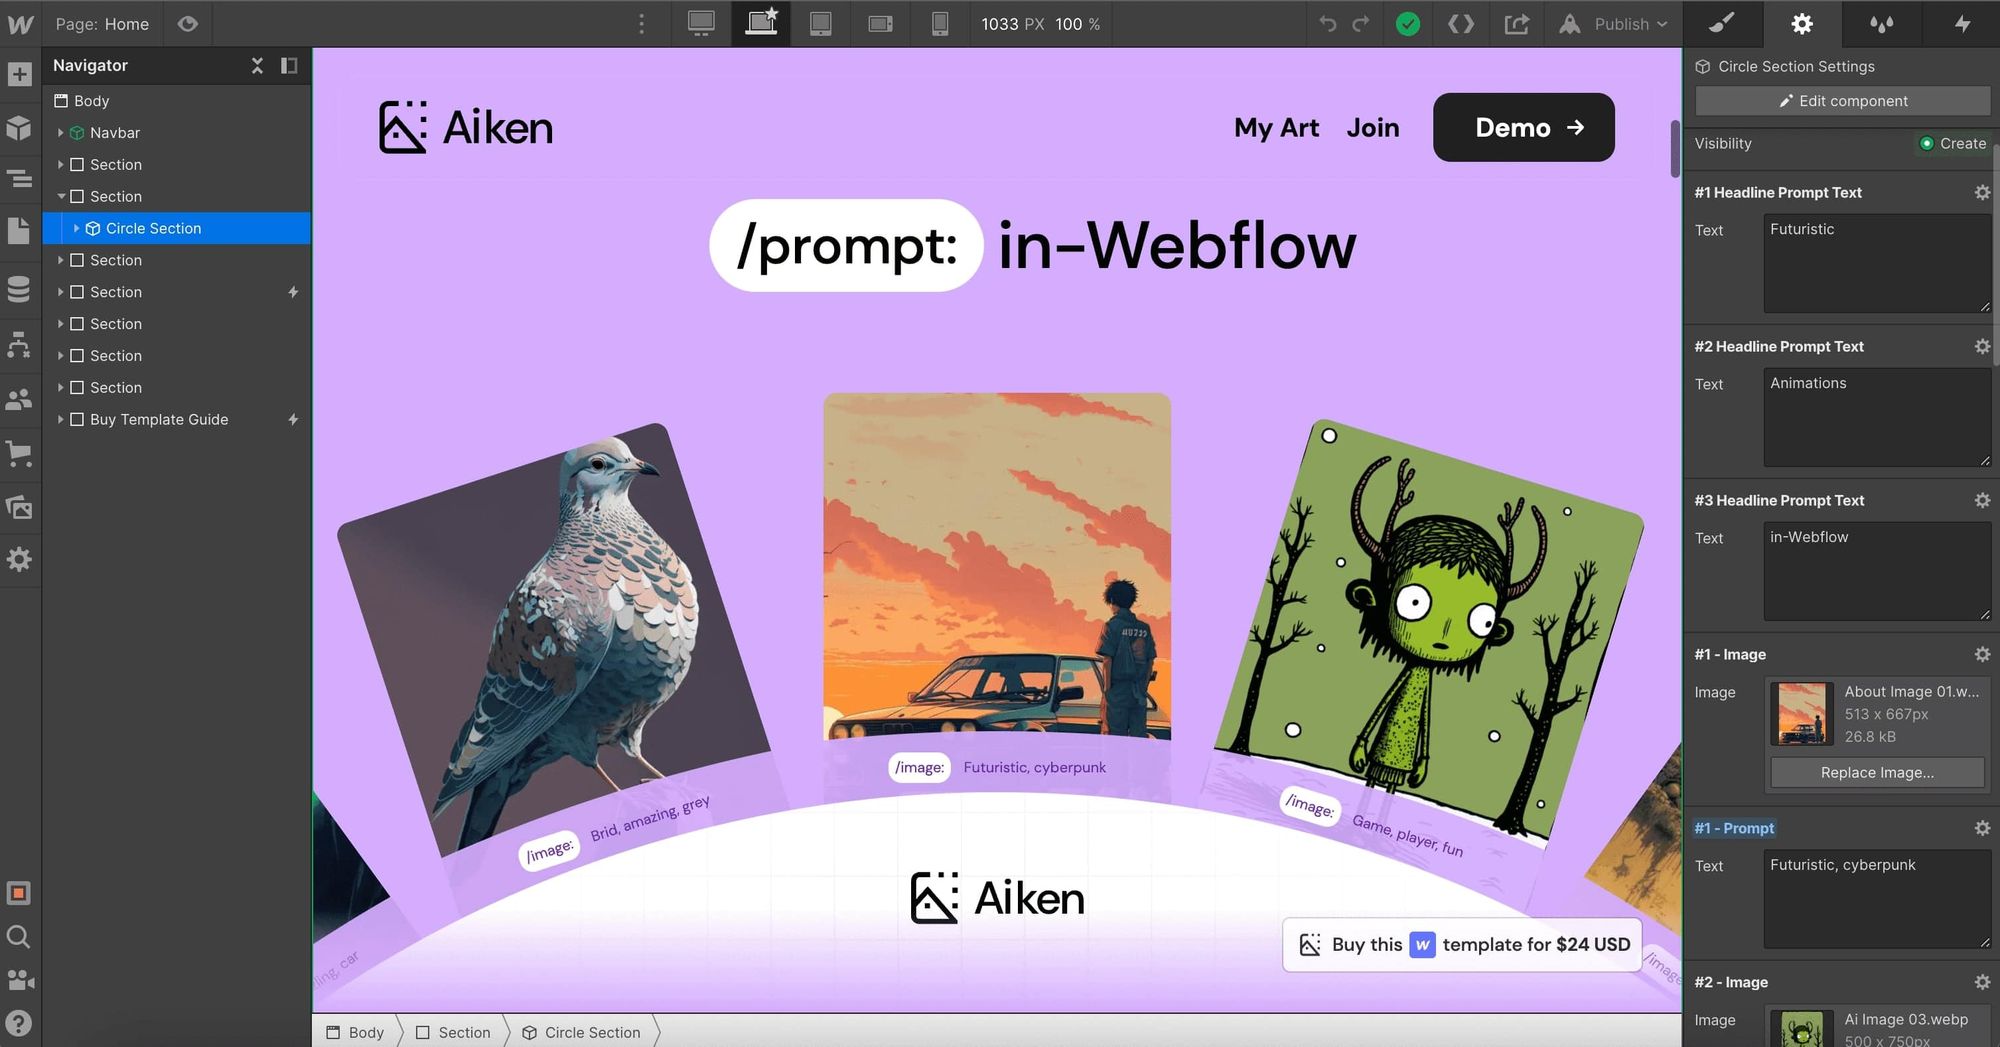 Page: Home
1033 PX 100 %
Publish
Navigator
Body
Navbar
Section
Section
Circle Section
Section
Section
Section
Section
Section
Buy Template Guide
Aiken
My Art
Join
Demo →
/prompt: in-Webflow
/image: Brid, amazing, grey
4U735
/image: Futuristic, cyberpunk
/image: Game, player, fun
car
/image
Aiken
Buy this W template for $24 USD
Body
Section
Circle Section
Circle Section Settings
Edit component
Visibility
Create
#1 Headline Prompt Text
Text
Futuristic
#2 Headline Prompt Text
Text
Animations
#3 Headline Prompt Text
Text
in-Webflow
#1 - Image
Image
About Image 01.w...
513 x 667px
26.8 kB
Replace Image...
#1 - Prompt
Text
Futuristic, cyberpunk
#2 - Image
Image
Ai Image 03.webp
500 x 750px